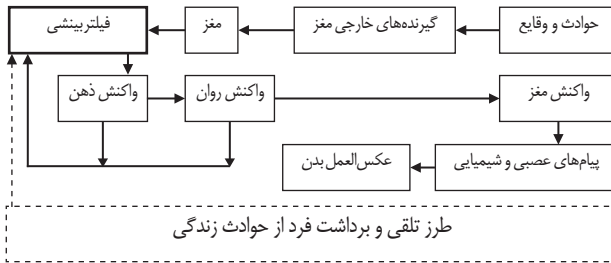 حوادث و وقایع
گیرنده‌های خارجی مغز
مغز
فیلتربینشی
واکنش ذهن
واکنش روان
واکنش مغز
پیام‌های عصبی و شیمیایی
عکس‌العمل بدن
طرز تلقی و برداشت فرد از حوادث زندگی